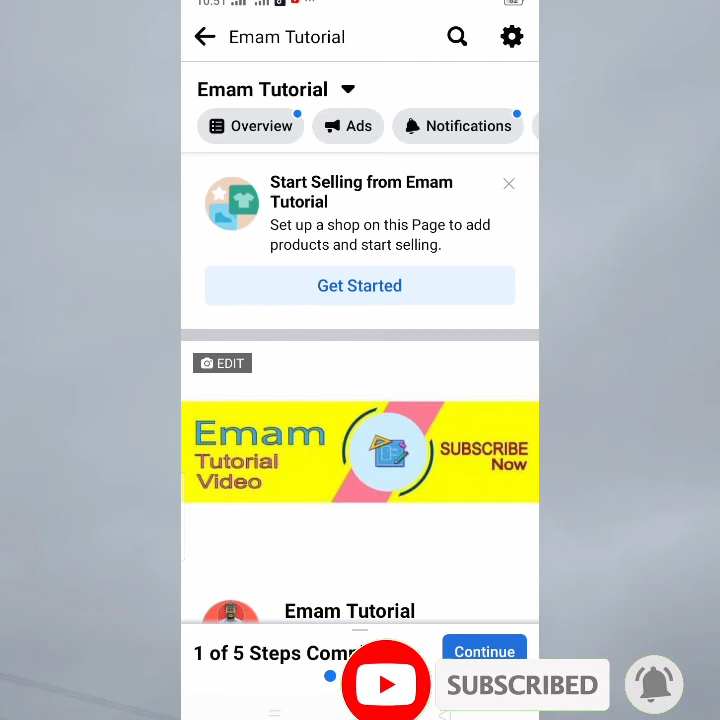 10:51
Emam Tutorial
Emam Tutorial
Overview
Ads
Notifications
Start Selling from Emam
Tutorial
Set up a shop on this Page to add
products and start selling.
Get Started
EDIT
Emam
Tutorial
Video
SUBSCRIBE
Now
Emam Tutorial
1 of 5 Steps
Continue
SUBSCRIBED